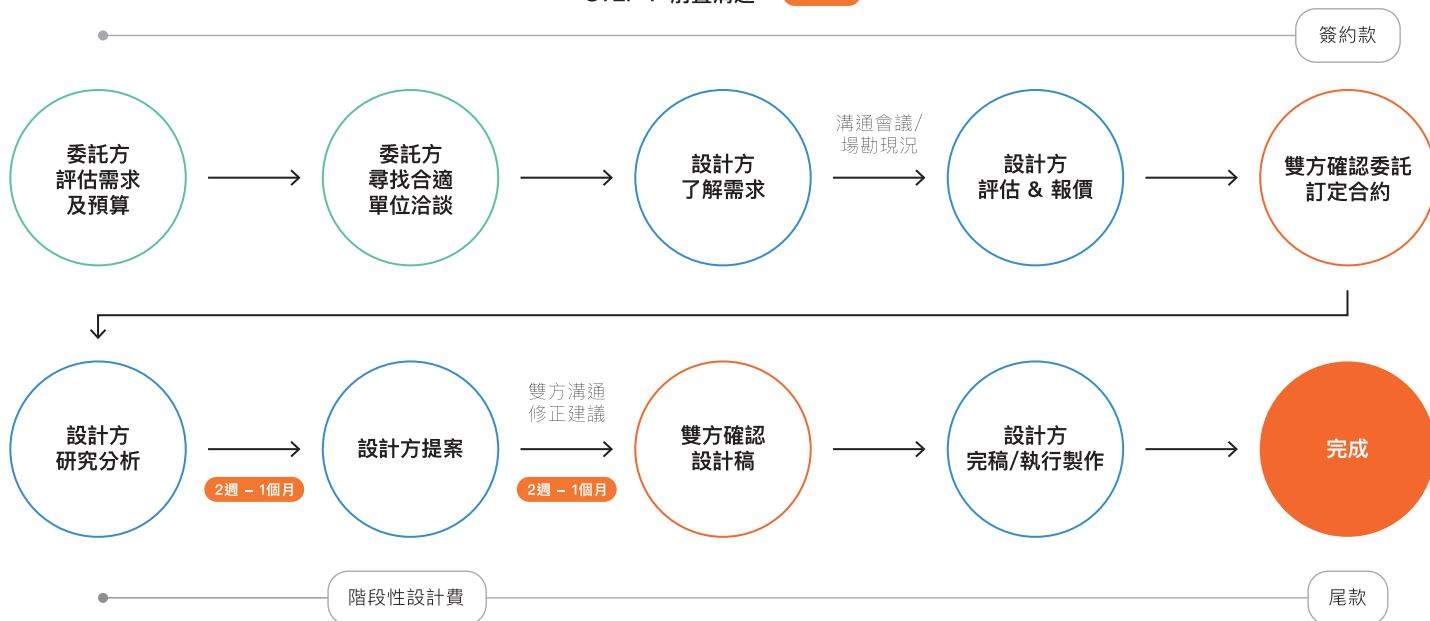 簽約款
委託方
評估需求
及預算
委託方
尋找合適
單位洽談
設計方
了解需求
溝通會議/
場勘現況
設計方
評估 & 報價
雙方確認委託
訂定合約
設計方
研究分析
2週 – 1個月
設計方提案
雙方溝通
修正建議
2週 – 1個月
雙方確認
設計稿
設計方
完稿/執行製作
完成
階段性設計費
尾款